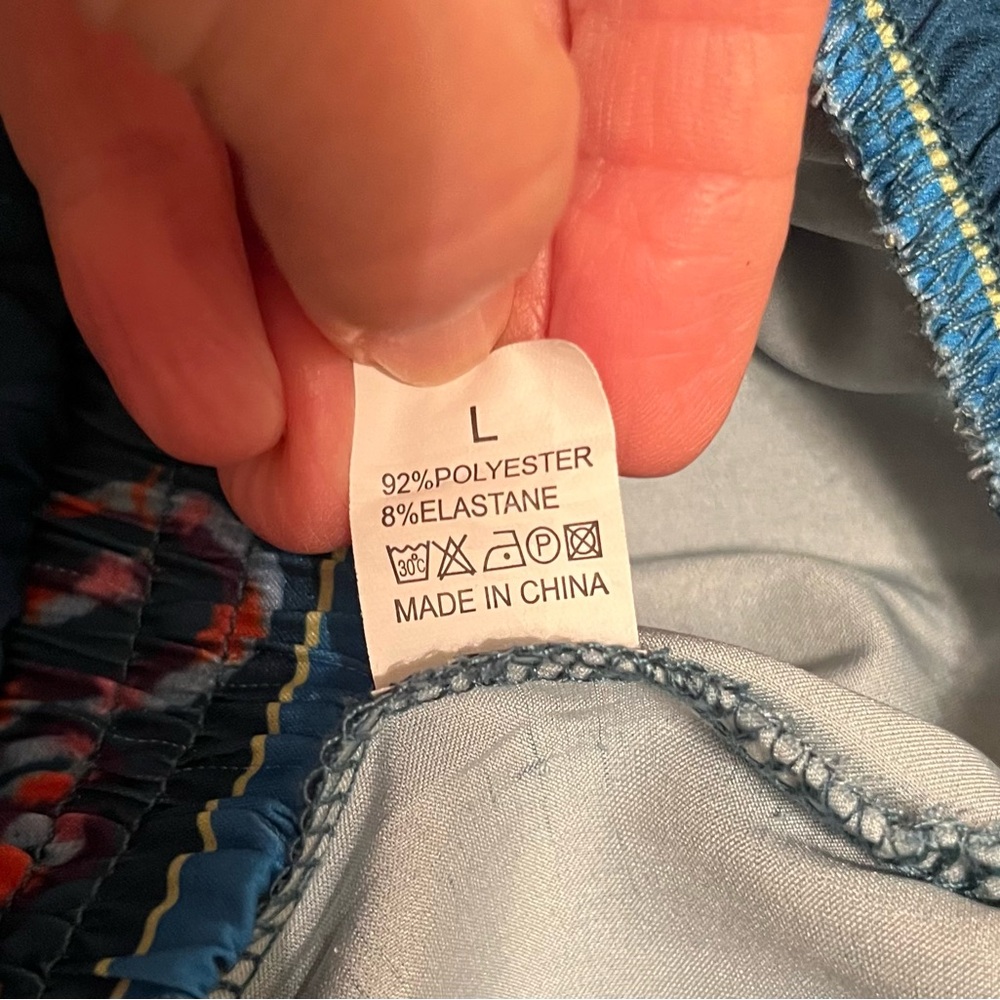 L
92%POLYESTER
8%ELASTANE
30°C P
MADE IN CHINA